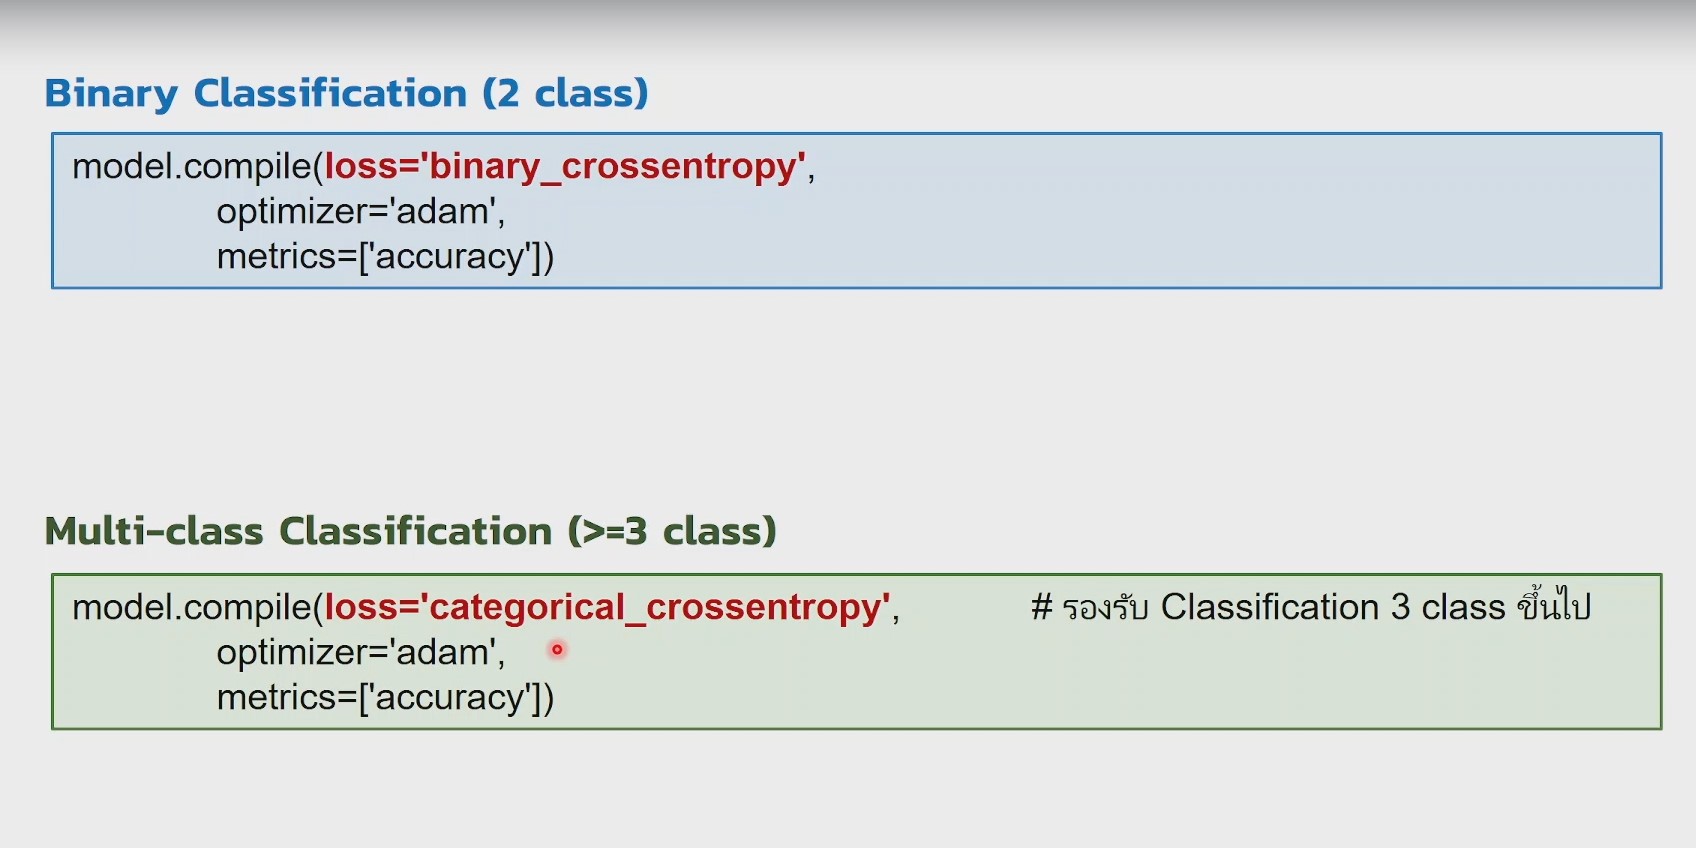 Binary Classification (2 class)
model.compile(loss='binary_crossentropy',
optimizer='adam',
metrics=['accuracy'])
Multi-class Classification (>=3 class)
model.compile(loss='categorical_crossentropy', # รองรับ Classification 3 class ขึ้นไป
optimizer='adam',
metrics=['accuracy'])